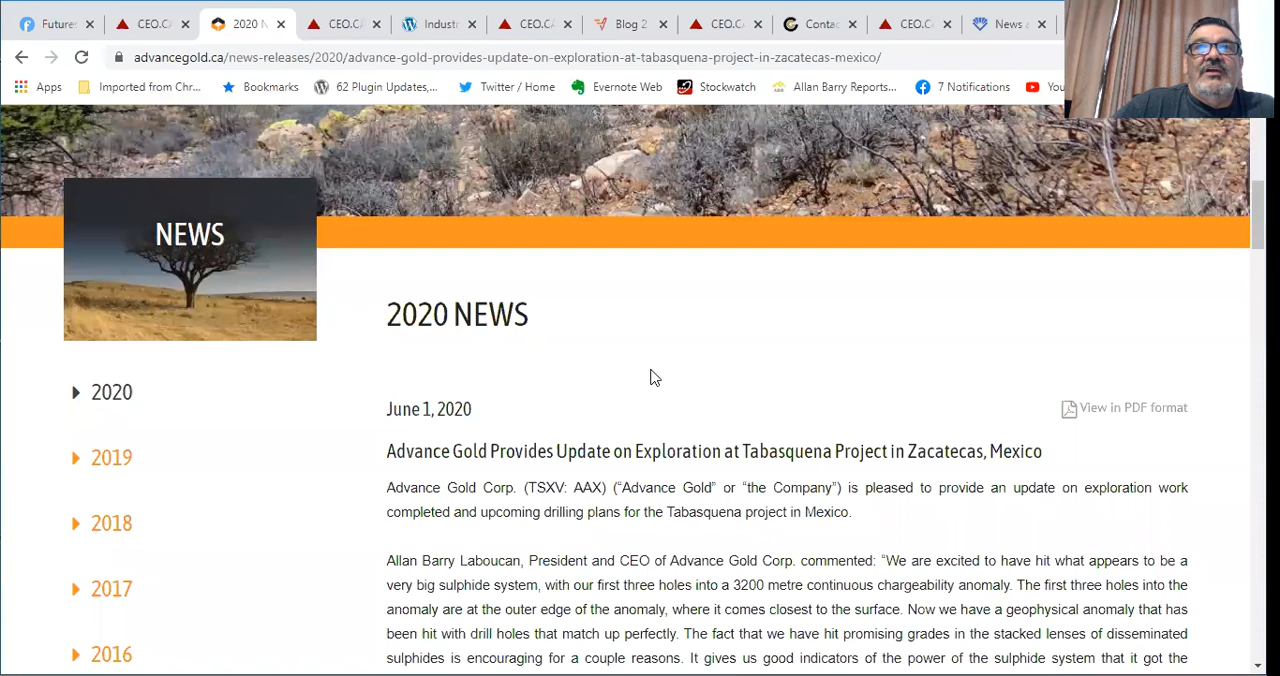 Future:
CEO.CA
2020 N
CEO.CA
Industr
CEO.CA
Blog 2
CEO.CA
Contac
CEO.CA
News a
advancegold.ca/news-releases/2020/advance-gold-provides-update-on-exploration-at-tabasquena-project-in-zacatecas-mexico/
Apps Imported from Chr... Bookmarks 62 Plugin Updates,... Twitter / Home Evernote Web Stockwatch Allan Barry Reports... 7 Notifications You
NEWS
2020 NEWS
2020
2019
2018
2017
2016
June 1, 2020
View in PDF format
Advance Gold Provides Update on Exploration at Tabasquena Project in Zacatecas, Mexico
Advance Gold Corp. (TSXV: AAX) (“Advance Gold” or “the Company”) is pleased to provide an update on exploration work
completed and upcoming drilling plans for the Tabasquena project in Mexico.
Allan Barry Laboucan, President and CEO of Advance Gold Corp. commented: “We are excited to have hit what appears to be a
very big sulphide system, with our first three holes into a 3200 metre continuous chargeability anomaly. The first three holes into the
anomaly are at the outer edge of the anomaly, where it comes closest to the surface. Now we have a geophysical anomaly that has
been hit with drill holes that match up perfectly. The fact that we have hit promising grades in the stacked lenses of disseminated
sulphides is encouraging for a couple reasons. It gives us good indicators of the power of the sulphide system that it got the